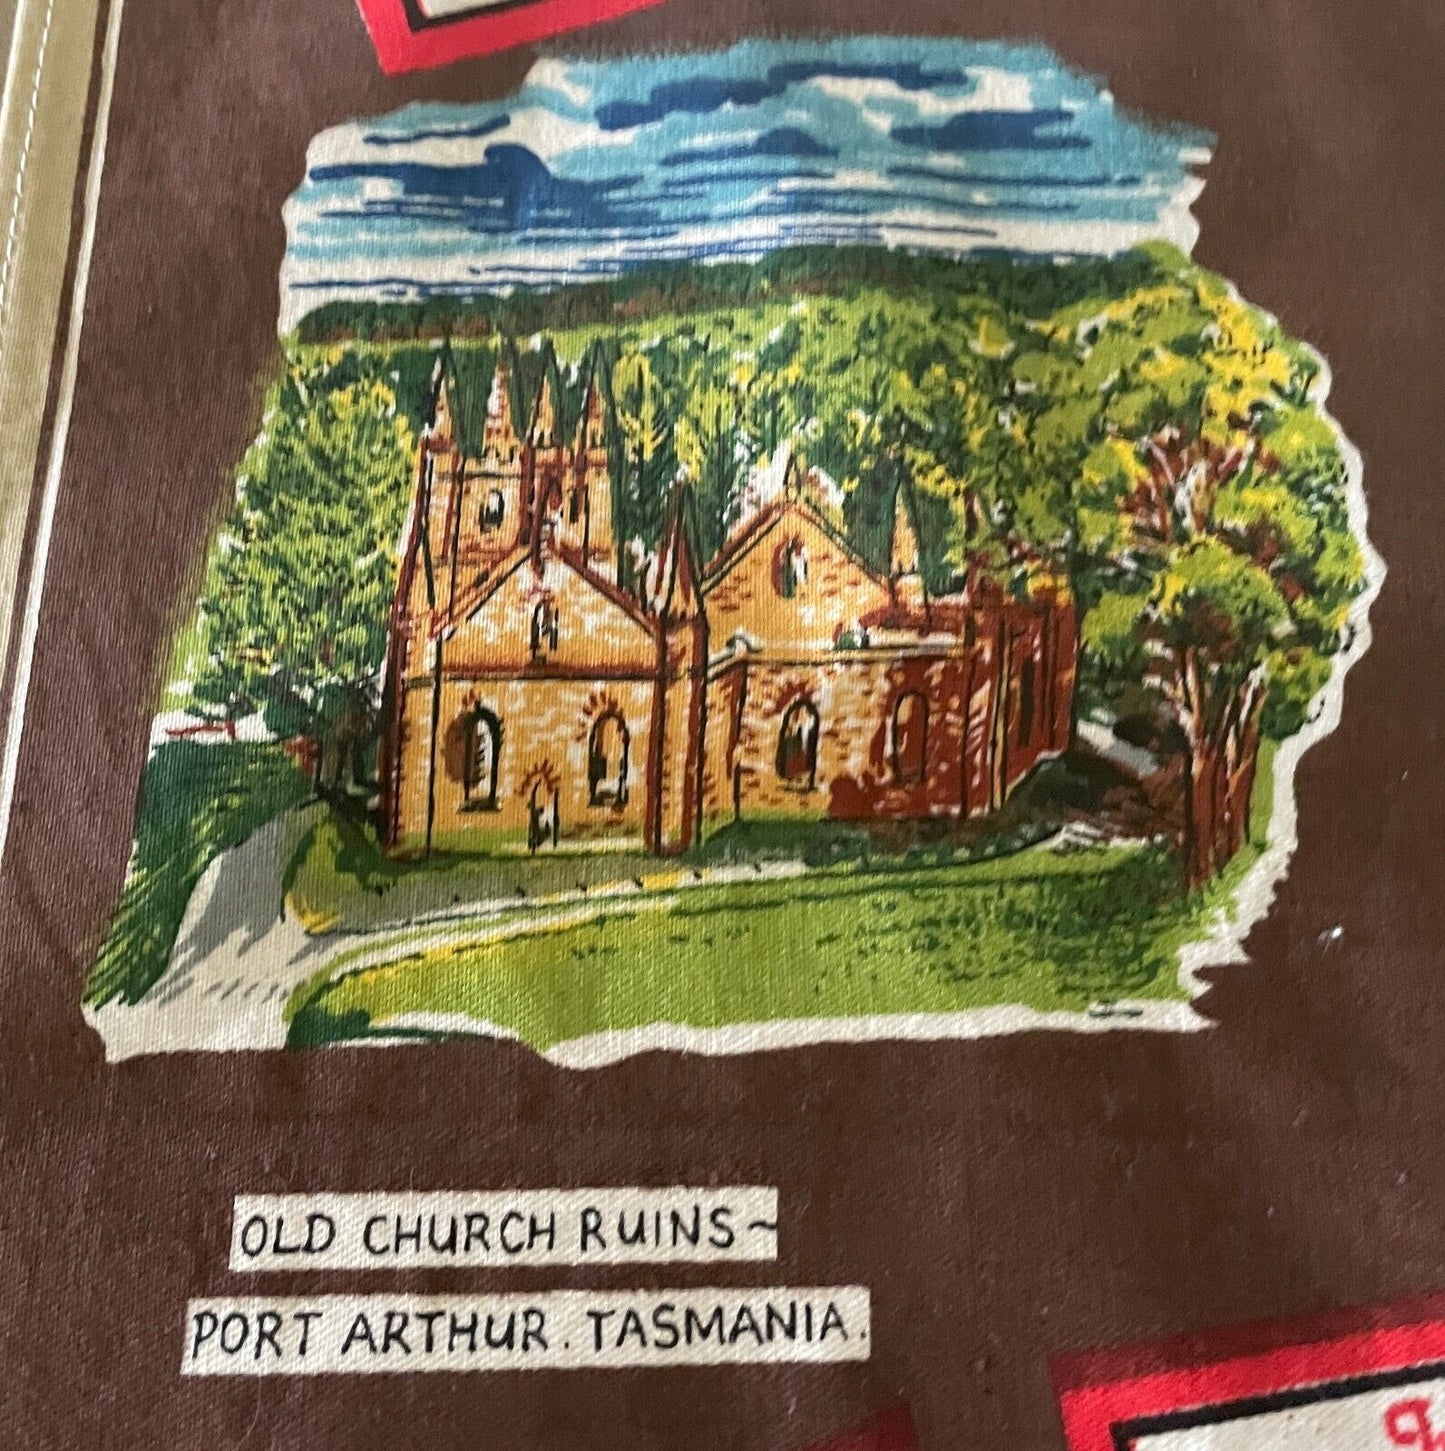 OLD CHURCH RUINS~
PORT ARTHUR. TASMANIA.